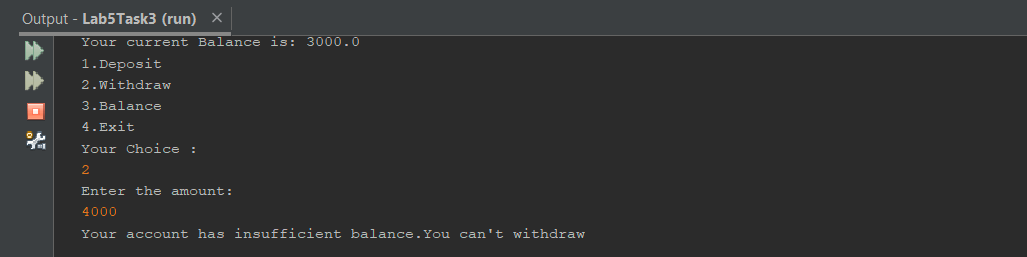 Output - Lab5Task3 (run)
Your current Balance is: 3000.0
1.Deposit
2.Withdraw
3.Balance
4.Exit
Your Choice :
2
Enter the amount:
4000
Your account has insufficient balance.You can't withdraw